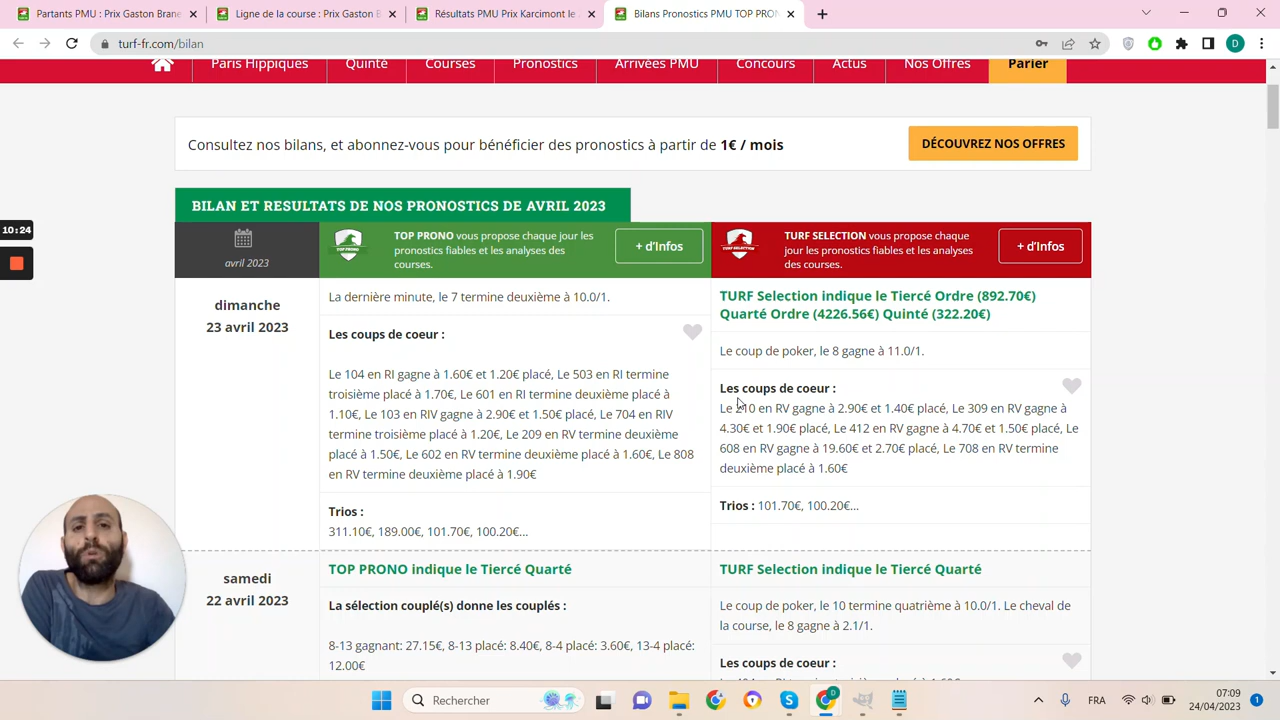 Partants PMU : Prix Gaston Brane
Ligne de la course : Prix Gaston B
Résultats PMU Prix Karcimont le
Bilans Pronostics PMU TOP PRON
turf-fr.com/bilan
D
Paris Hippiques
Quinté
Courses
Pronostics
Arrivées PMU
Concours
Actus
Nos Offres
Parier
Consultez nos bilans, et abonnez-vous pour bénéficier des pronostics à partir de 1€ / mois
DÉCOUVREZ NOS OFFRES
10:24
BILAN ET RESULTATS DE NOS PRONOSTICS DE AVRIL 2023
avril 2023
TOP PRONO
TOP PRONO vous propose chaque jour les
pronostics fiables et les analyses des
courses.
+ d'Infos
TURF SELECTION
TURF SELECTION vous propose chaque
jour les pronostics fiables et les analyses
des courses.
+ d'Infos
dimanche
23 avril 2023
La dernière minute, le 7 termine deuxième à 10.0/1.
Les coups de coeur :
Le 104 en RI gagne à 1.60€ et 1.20€ placé, Le 503 en RI termine
troisième placé à 1.70€, Le 601 en RI termine deuxième placé à
1.10€, Le 103 en RIV gagne à 2.90€ et 1.50€ placé, Le 704 en RIV
termine troisième placé à 1.20€, Le 209 en RV termine deuxième
placé à 1.50€, Le 602 en RV termine deuxième placé à 1.60€, Le 808
en RV termine deuxième placé à 1.90€
Trios :
311.10€, 189.00€, 101.70€, 100.20€...
TURF Selection indique le Tiercé Ordre (892.70€)
Quarté Ordre (4226.56€) Quinté (322.20€)
Le coup de poker, le 8 gagne à 11.0/1.
Les coups de coeur :
Le 210 en RV gagne à 2.90€ et 1.40€ placé, Le 309 en RV gagne à
4.30€ et 1.90€ placé, Le 412 en RV gagne à 4.70€ et 1.50€ placé, Le
608 en RV gagne à 19.60€ et 2.70€ placé, Le 708 en RV termine
deuxième placé à 1.60€
Trios : 101.70€, 100.20€...
samedi
22 avril 2023
TOP PRONO indique le Tiercé Quarté
La sélection couplé(s) donne les couplés :
8-13 gagnant: 27.15€, 8-13 placé: 8.40€, 8-4 placé: 3.60€, 13-4 placé:
12.00€
TURF Selection indique le Tiercé Quarté
Le coup de poker, le 10 termine quatrième à 10.0/1. Le cheval de
la course, le 8 gagne à 2.1/1.
Les coups de coeur :
Rechercher
FRA
07:09
24/04/2023
1